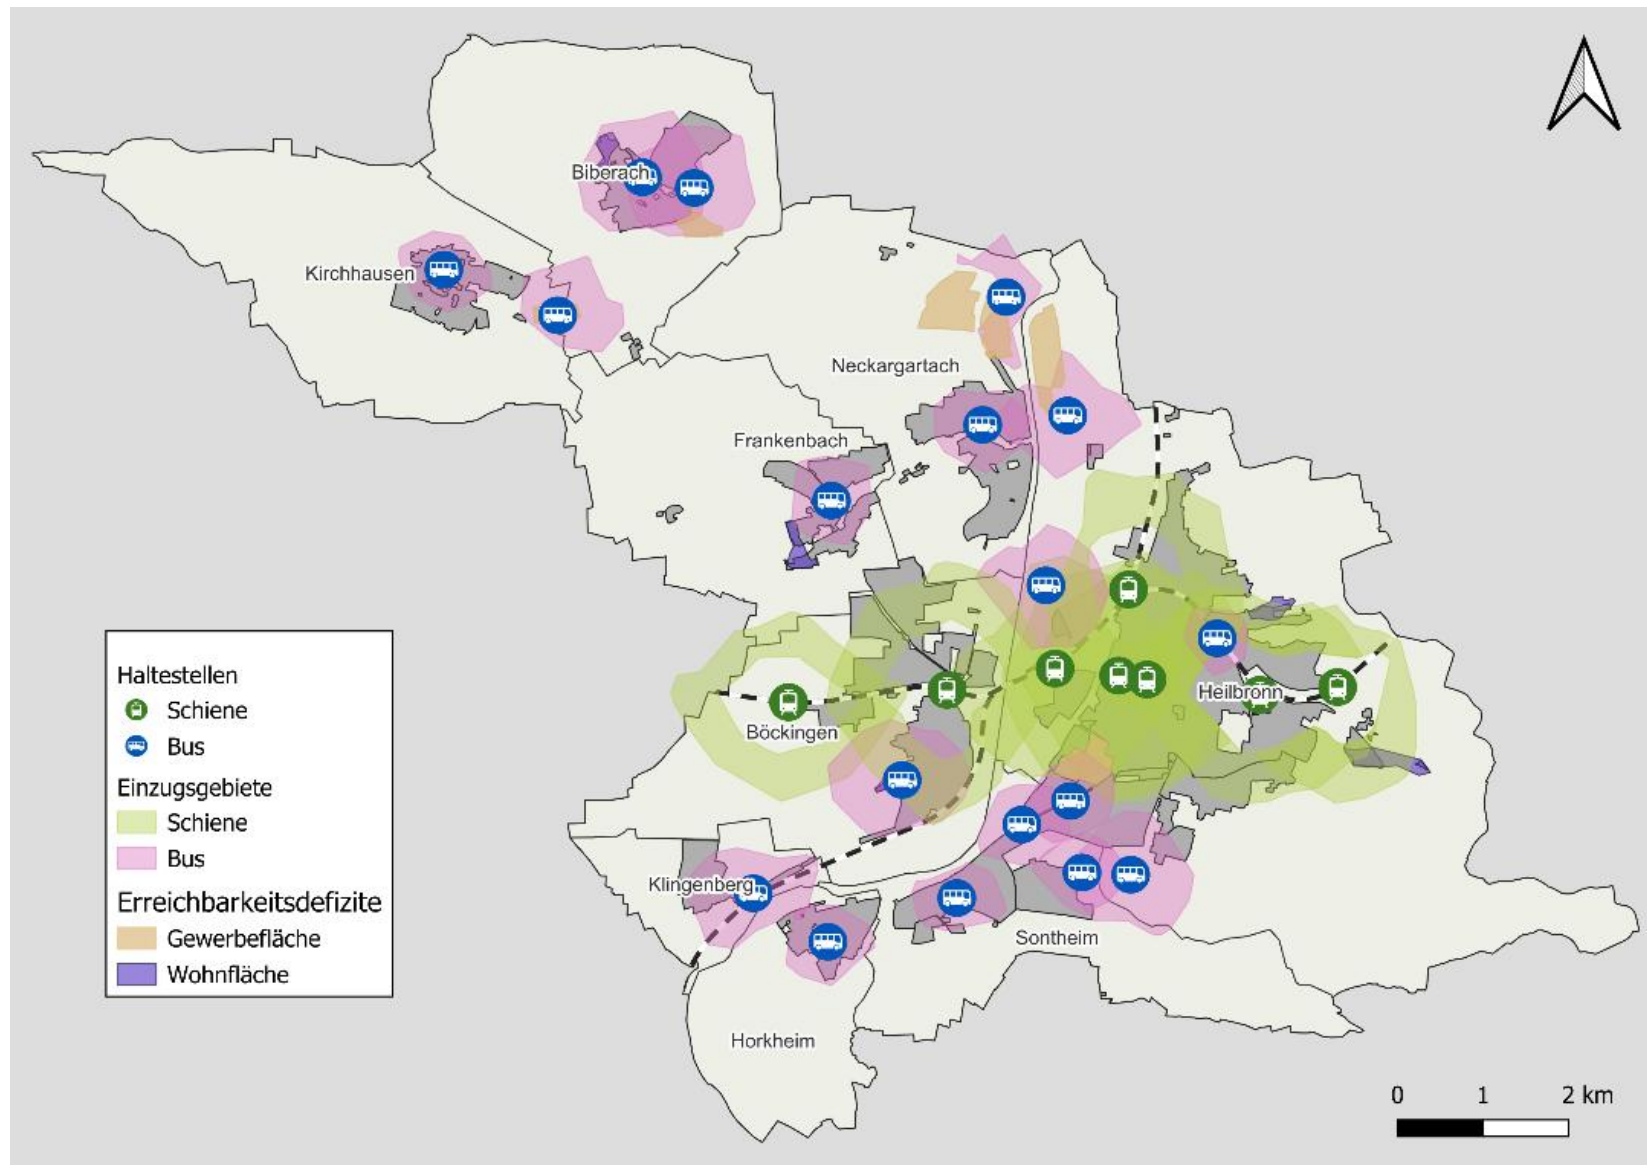 Biberach
Kirchhausen
Neckargartach
Frankenbach
Heilbronn
Böckingen
Klingenberg
Sontheim
Horkheim
Haltestellen
Schiene
Bus
Einzugsgebiete
Schiene
Bus
Erreichbarkeitsdefizite
Gewerbefläche
Wohnfläche
0 1 2 km